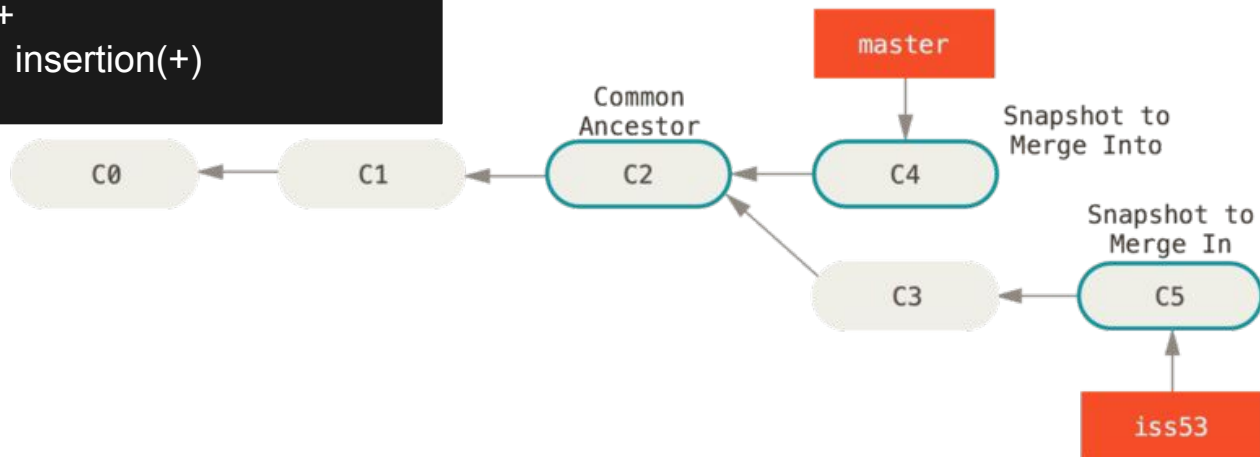 +
insertion(+)
master
Common
Ancestor
Snapshot to
Merge Into
C0
C1
C2
C4
Snapshot to
Merge In
C3
C5
iss53